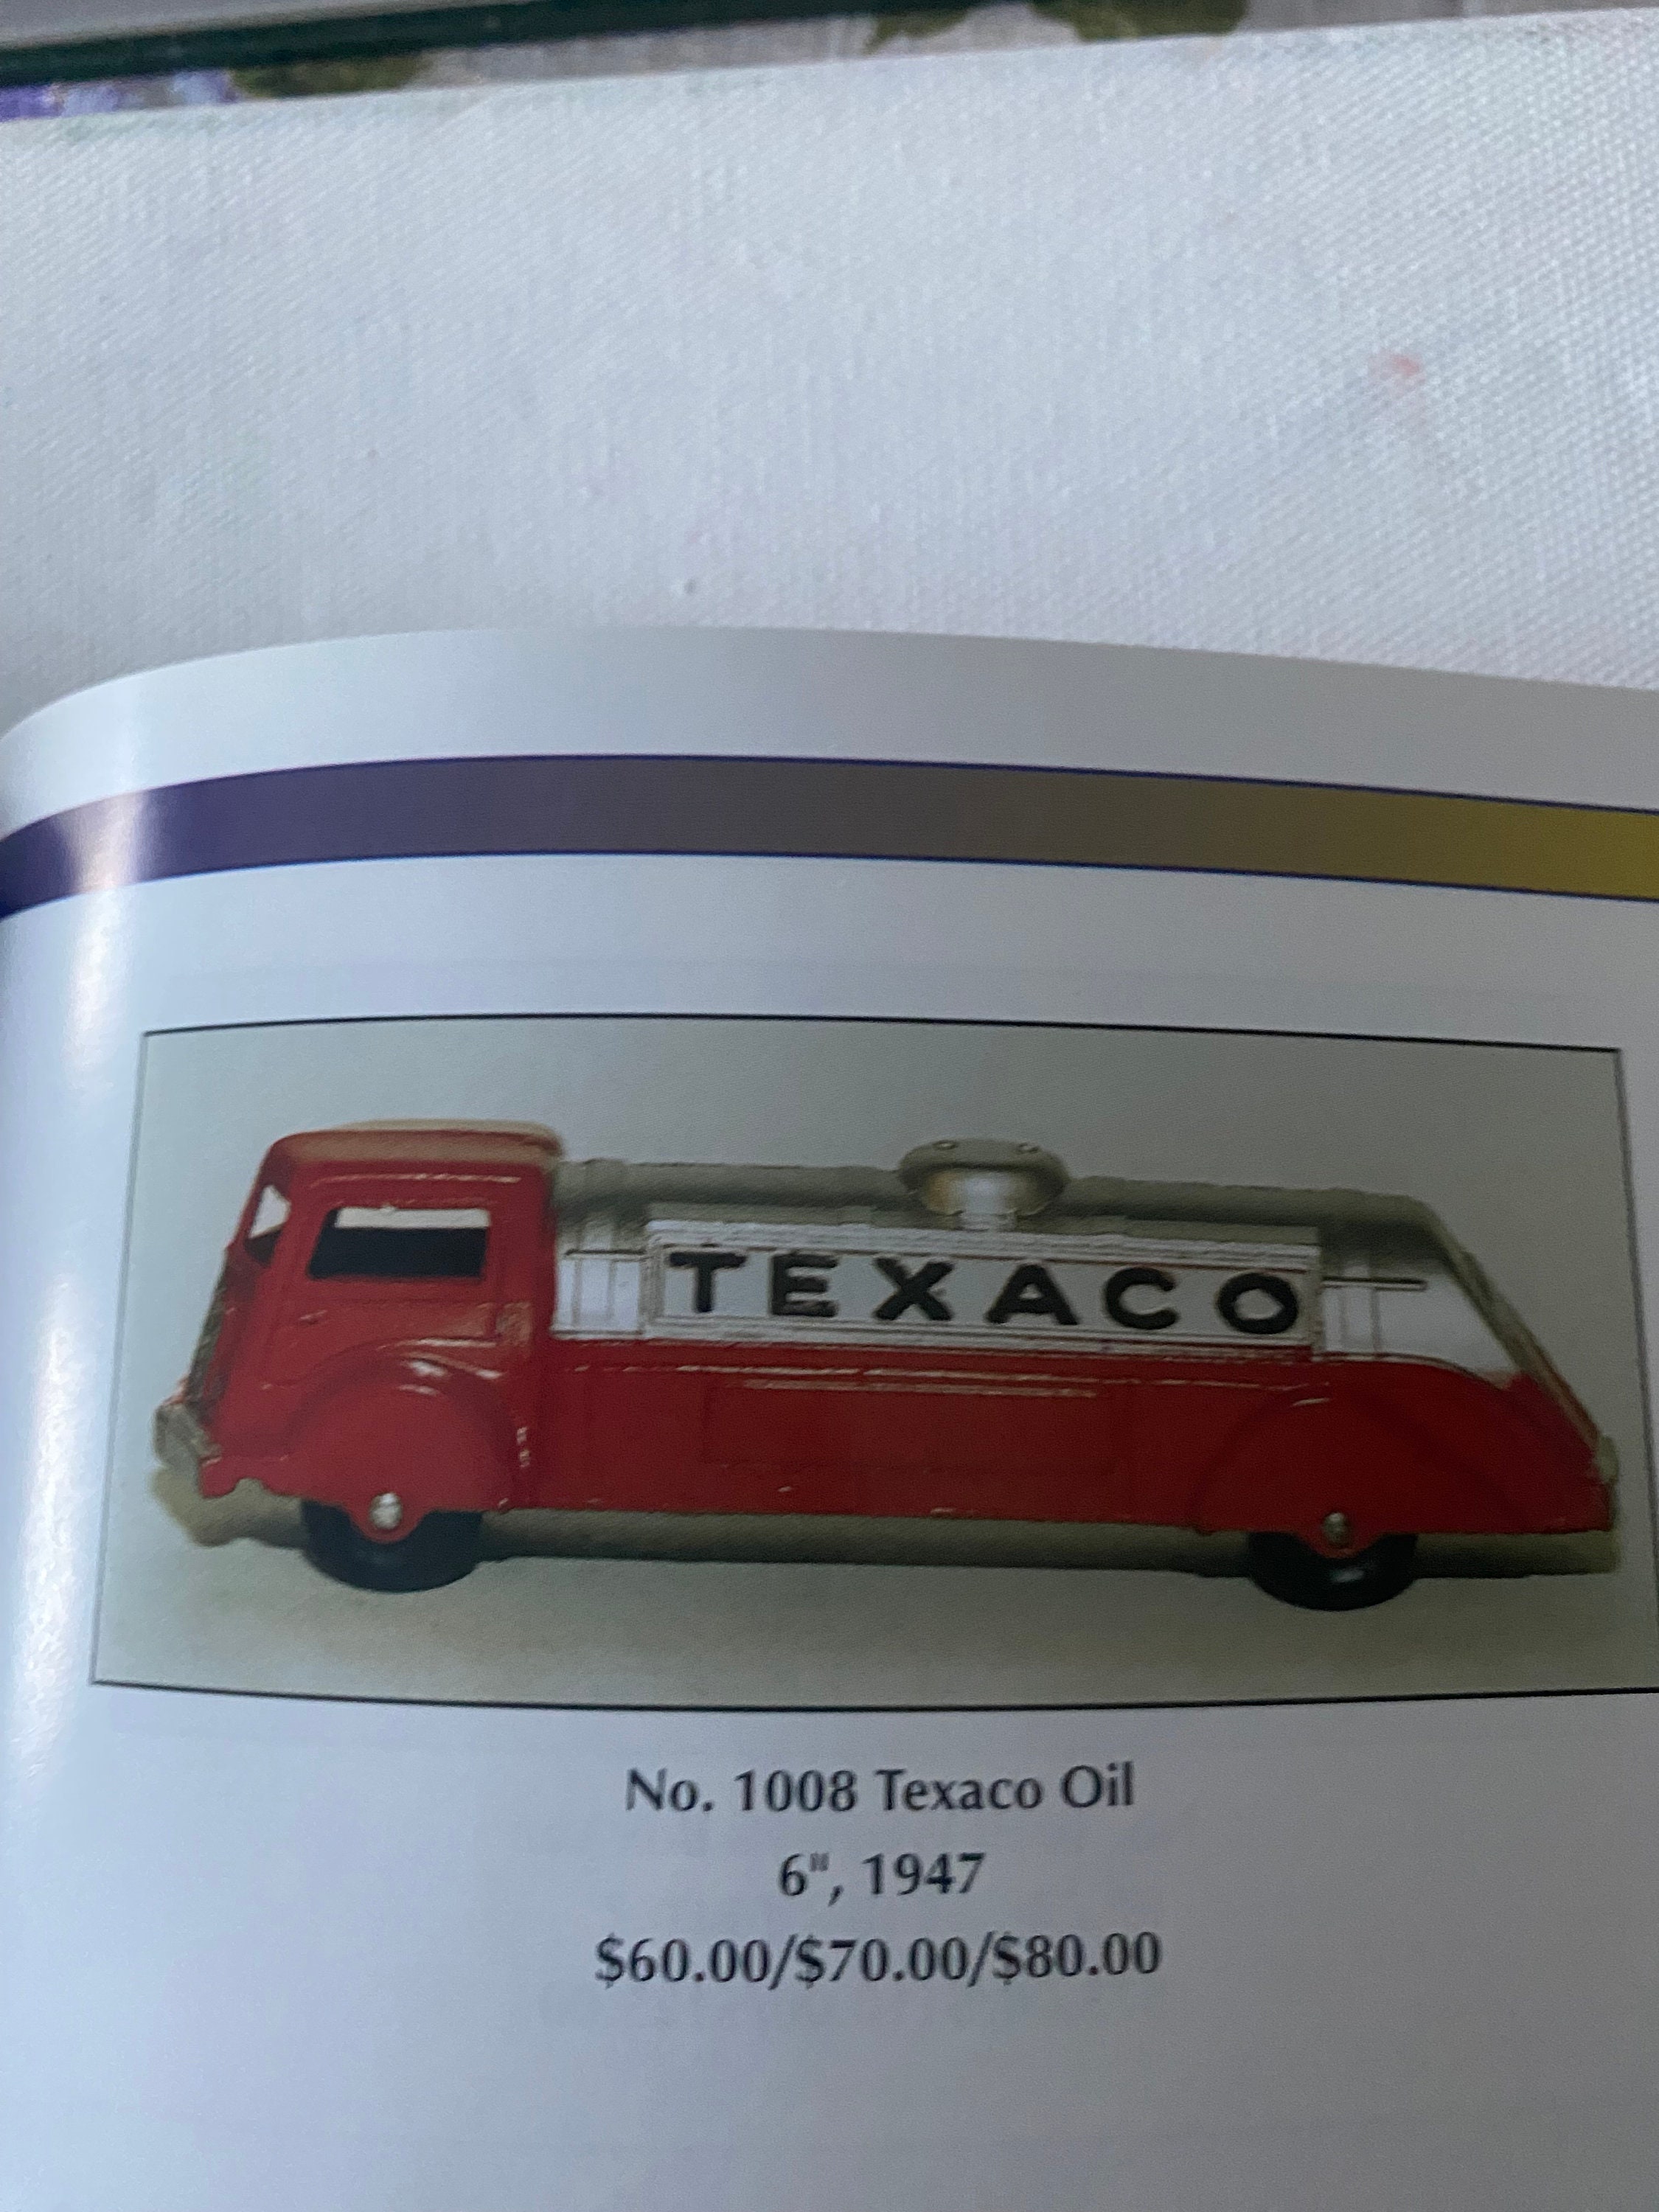 TEXACO
No. 1008 Texaco Oil
6", 1947
$60.00/$70.00/$80.00